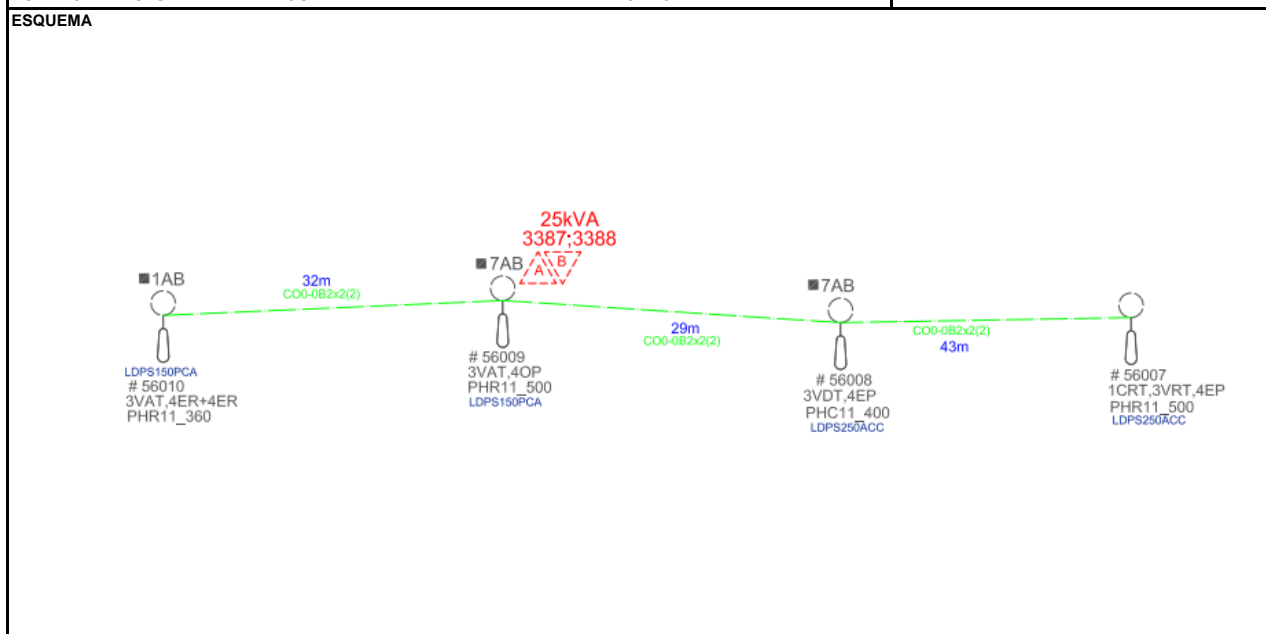 ESQUEMA
25kVA
3387;3388
A
B
1AB
7AB
7AB
32m
CO0-0B2x2(2)
29m
CO0-0B2x2(2)
CO0-0B2x2(2)
43m
LDPS150PCA
# 56010
3VAT,4ER+4ER
PHR11_360
# 56009
3VAT,4OP
PHR11_500
LDPS150PCA
# 56008
3VDT,4EP
PHC11_400
LDPS250ACC
# 56007
1CRT,3VRT,4EP
PHR11_500
LDPS250ACC